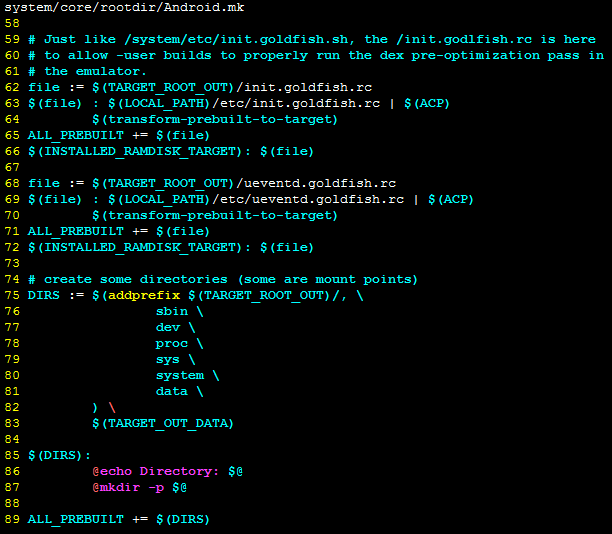 system/core/rootdir/Android.mk
58
59 # Just like /system/etc/init.goldfish.sh, the /init.godlfish.rc is here
60 # to allow -user builds to properly run the dex pre-optimization pass in
61 # the emulator.
62 file := $(TARGET_ROOT_OUT)/init.goldfish.rc
63 $(file) : $(LOCAL_PATH)/etc/init.goldfish.rc | $(ACP)
64         $(transform-prebuilt-to-target)
65 ALL_PREBUILT += $(file)
66 $(INSTALLED_RAMDISK_TARGET): $(file)
67
68 file := $(TARGET_ROOT_OUT)/ueventd.goldfish.rc
69 $(file) : $(LOCAL_PATH)/etc/ueventd.goldfish.rc | $(ACP)
70         $(transform-prebuilt-to-target)
71 ALL_PREBUILT += $(file)
72 $(INSTALLED_RAMDISK_TARGET): $(file)
73
74 # create some directories (some are mount points)
75 DIRS := $(addprefix $(TARGET_ROOT_OUT)/, \
76                 sbin \
77                 dev \
78                 proc \
79                 sys \
80                 system \
81                 data \
82         ) \
83         $(TARGET_OUT_DATA)
84
85 $(DIRS):
86         @echo Directory: $@
87         @mkdir -p $@
88
89 ALL_PREBUILT += $(DIRS)